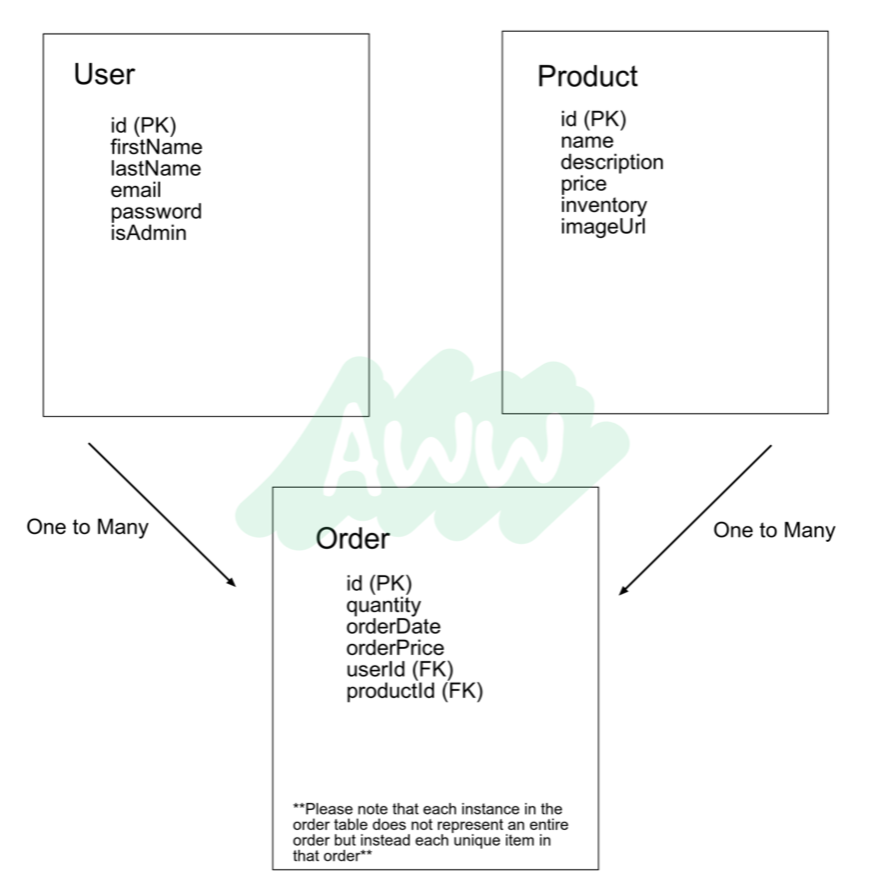 User
id (PK)
firstName
lastName
email
password
isAdmin
Product
id (PK)
name
description
price
inventory
imageUrl
AWW
One to Many
One to Many
Order
id (PK)
quantity
orderDate
orderPrice
userId (FK)
productId (FK)
**Please note that each instance in the
order table does not represent an entire
order but instead each unique item in
that order**